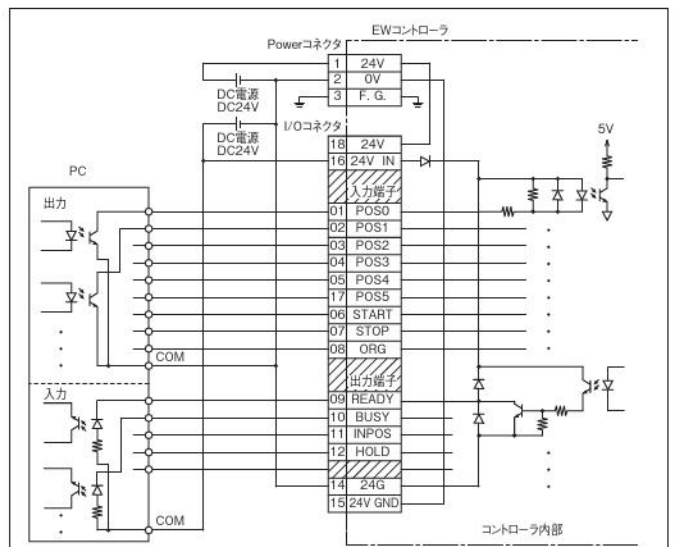 EWコントローラ
Powerコネクタ
1 24V
2 0V
3 F. G.
DC電源
DC24V
DC電源
DC24V
I/Oコネクタ
18 24V
16 24V IN
5V
PC
出力
入力端子
01 POS0
02 POS1
03 POS2
04 POS3
05 POS4
17 POS5
06 START
07 STOP
08 ORG
COM
出力端子
入力
09 READY
10 BUSY
11 INPOS
12 HOLD
14 24G
15 24V GND
COM
コントローラ内部